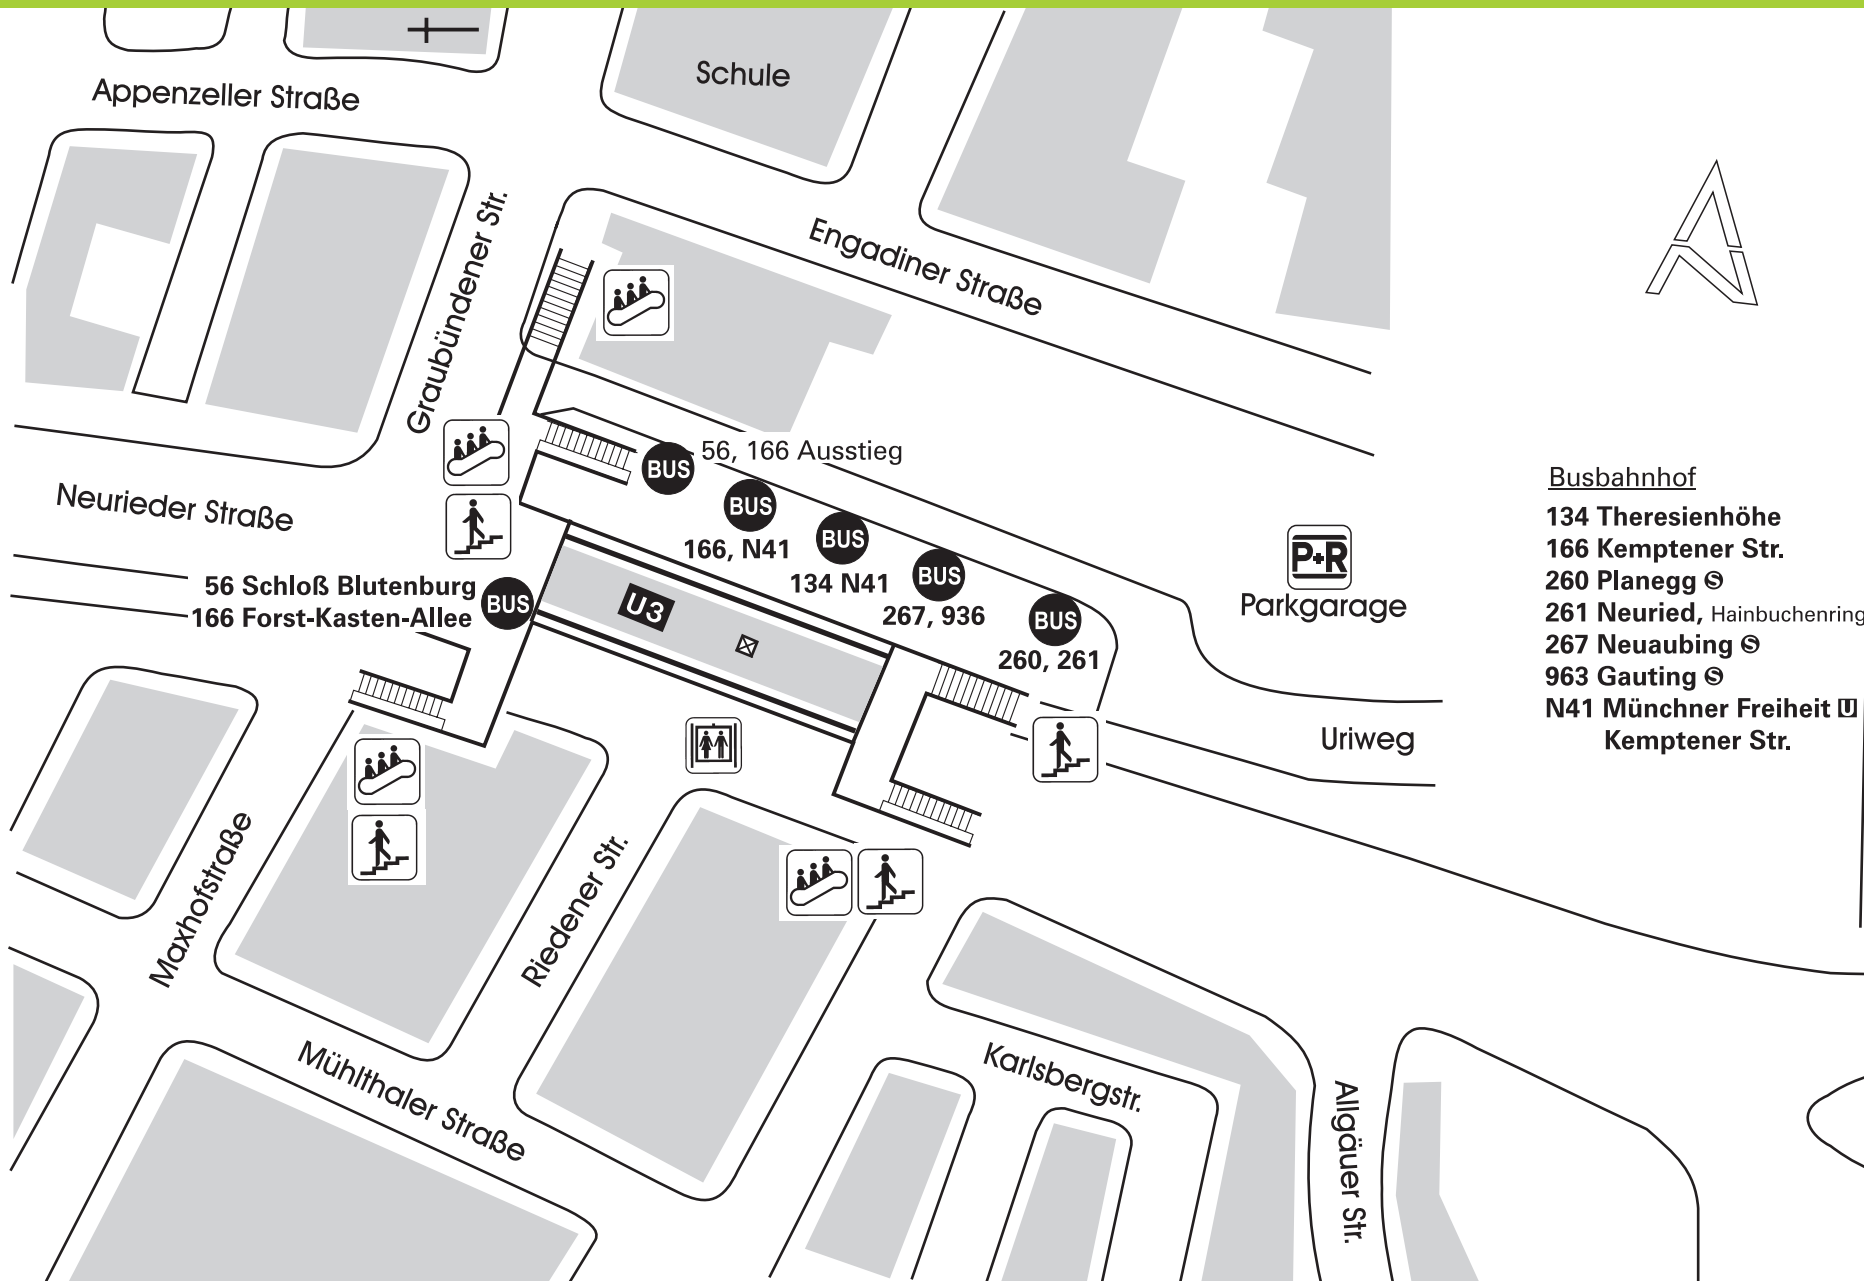 Schule
Appenzeller Straße
Engadiner Straße
Graubündener Str.
56, 166 Ausstieg
Neurieder Straße
BUS
BUS
166, N41
BUS
134 N41
BUS
267, 936
BUS
260, 261
56 Schloß Blutenburg
166 Forst-Kasten-Allee
BUS
U3
P+R
Parkgarage
Uriweg
Busbahnhof
134 Theresienhöhe
166 Kemptener Str.
260 Planegg S
261 Neuried, Hainbuchenring
267 Neuaubing S
963 Gauting S
N41 Münchner Freiheit U
Kemptener Str.
Maxhofstraße
Riedener Str.
Mühlthaler Straße
Karlsbergstr.
Allgäuer Str.